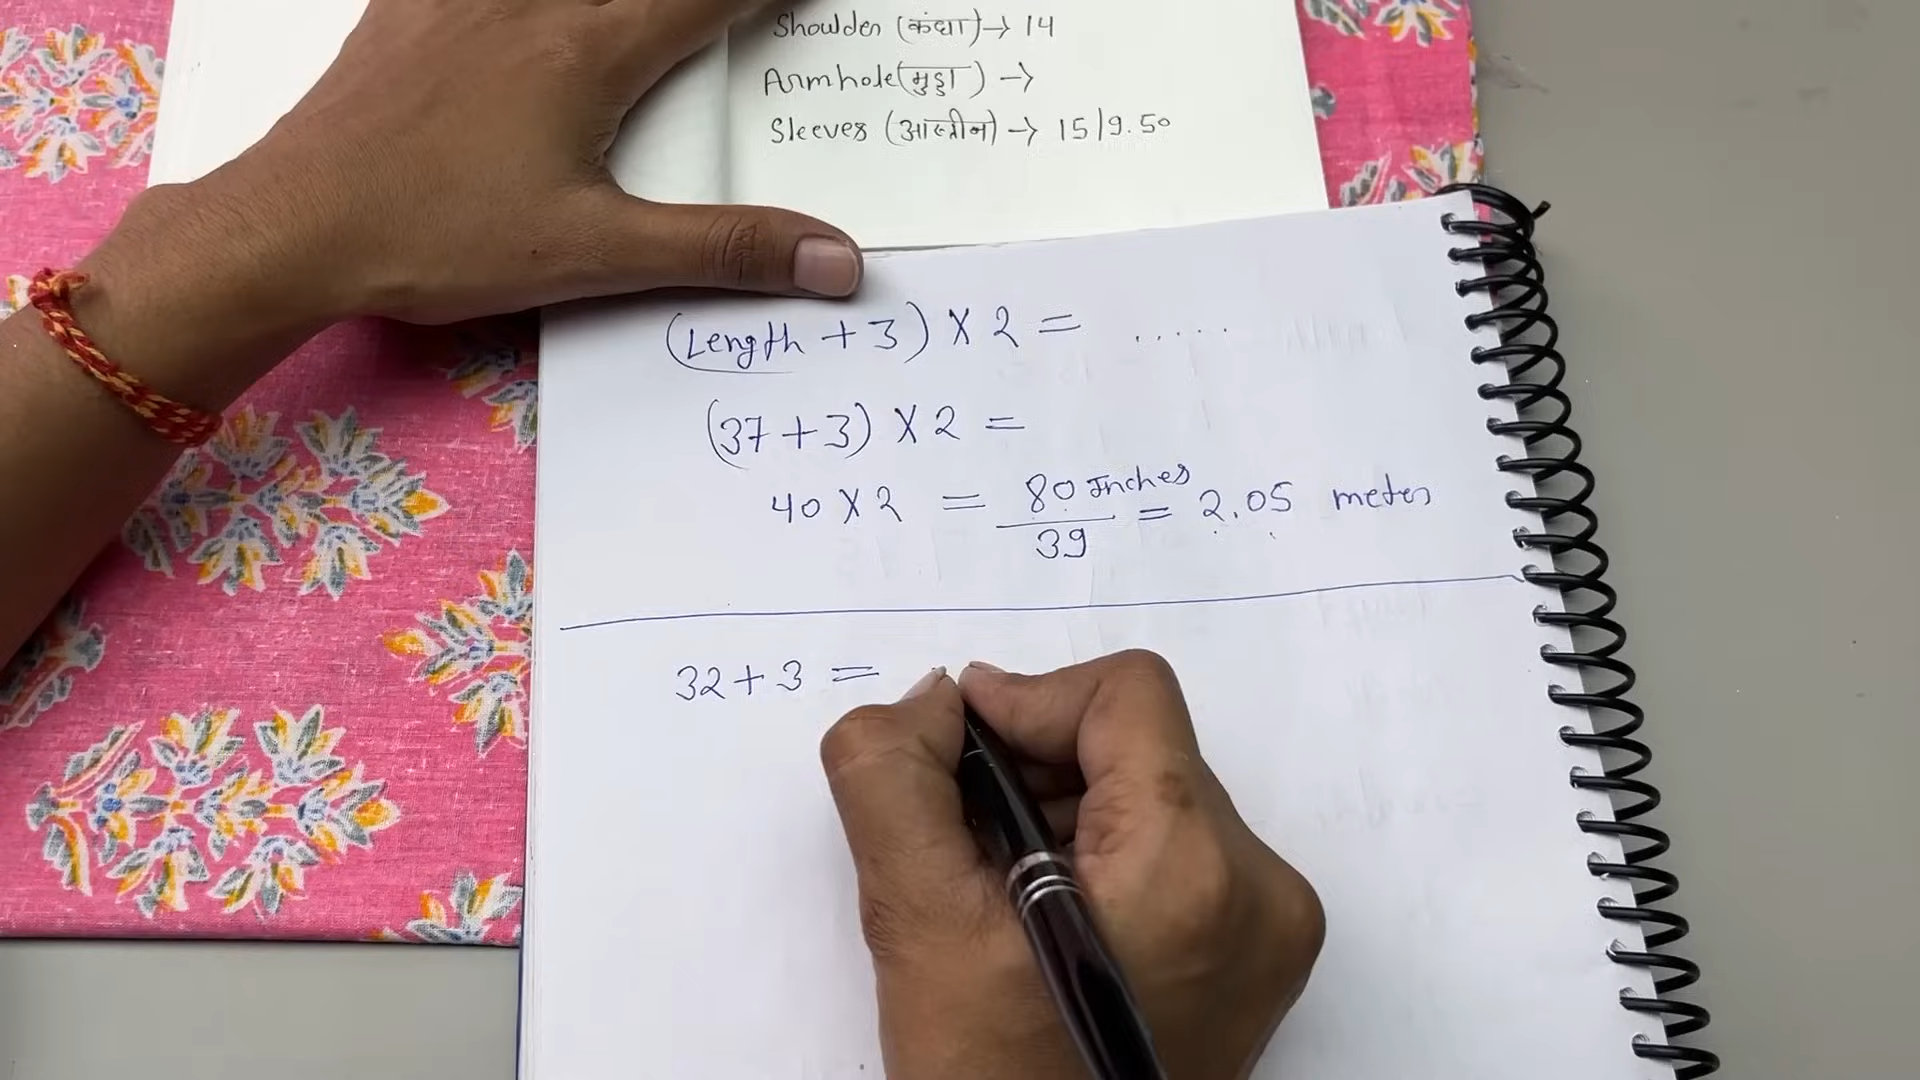 Shoulder (कंधा) → 14
Armhole (मुड्डा) →
Sleeves (आस्तीन) → 15/9.50
(Length + 3) X 2 = .....
(37+3) X 2 =
40 X 2 = 80 Inches / 39 = 2.05 meter
32+3 =